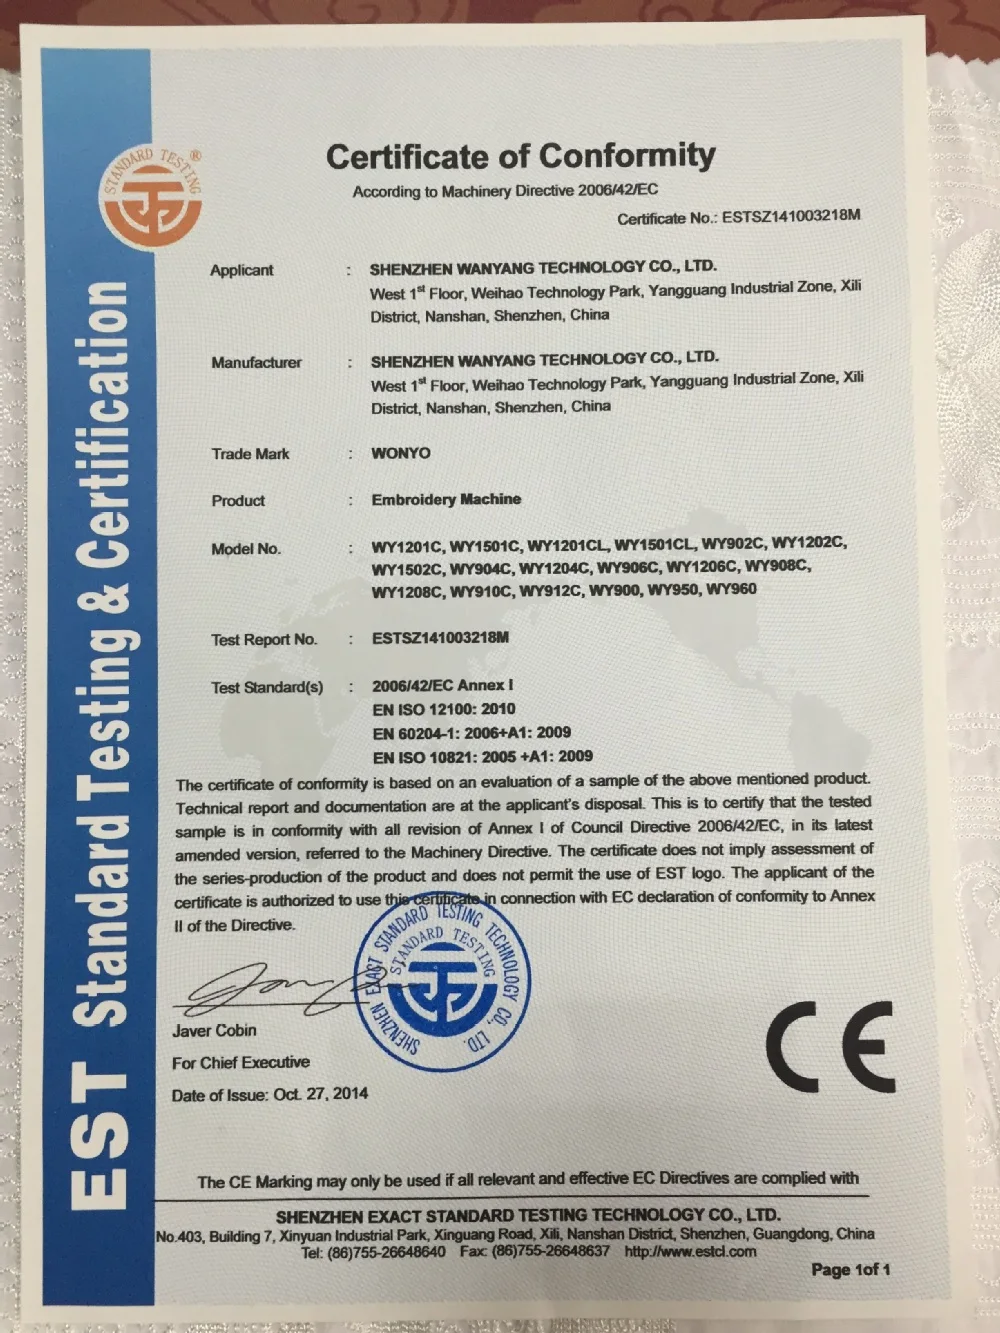 STANDARD TESTING®
EST Standard Testing & Certification
Certificate of Conformity
According to Machinery Directive 2006/42/EC
Certificate No.: ESTSZ141003218M
Applicant : SHENZHEN WANYANG TECHNOLOGY CO., LTD.
West 1st Floor, Weihao Technology Park, Yangguang Industrial Zone, Xili
District, Nanshan, Shenzhen, China
Manufacturer : SHENZHEN WANYANG TECHNOLOGY CO., LTD.
West 1st Floor, Weihao Technology Park, Yangguang Industrial Zone, Xili
District, Nanshan, Shenzhen, China
Trade Mark : WONYO
Product : Embroidery Machine
Model No. : WY1201C, WY1501C, WY1201CL, WY1501CL, WY902C, WY1202C,
WY1502C, WY904C, WY1204C, WY906C, WY1206C, WY908C,
WY1208C, WY910C, WY912C, WY900, WY950, WY960
Test Report No. : ESTSZ141003218M
Test Standard(s) : 2006/42/EC Annex I
EN ISO 12100: 2010
EN 60204-1: 2006+A1: 2009
EN ISO 10821: 2005 +A1: 2009
The certificate of conformity is based on an evaluation of a sample of the above mentioned product.
Technical report and documentation are at the applicant's disposal. This is to certify that the tested
sample is in conformity with all revision of Annex I of Council Directive 2006/42/EC, in its latest
amended version, referred to the Machinery Directive. The certificate does not imply assessment of
the series-production of the product and does not permit the use of EST logo. The applicant of the
certificate is authorized to use this certificate in connection with EC declaration of conformity to Annex
II of the Directive.
SHENZHEN EXACT STANDARD TESTING TECHNOLOGY CO., LTD.
STANDARD TESTING
Javer Cobin
For Chief Executive
Date of Issue: Oct. 27, 2014
CE
The CE Marking may only be used if all relevant and effective EC Directives are complied with
SHENZHEN EXACT STANDARD TESTING TECHNOLOGY CO., LTD.
No.403, Building 7, Xinyuan Industrial Park, Xinguang Road, Xili, Nanshan District, Shenzhen, Guangdong, China
Tel: (86)755-26648640 Fax: (86)755-26648637 http://www.estcl.com
Page 1of 1